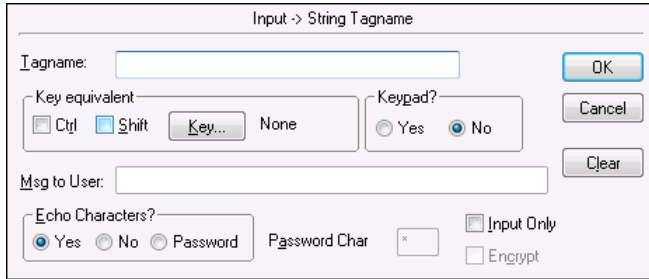 Input -> String Tagname
Tagname:
OK
Key equivalent
Keypad?
Ctrl Shift Key... None
Yes No
Cancel
Clear
Msg to User:
Echo Characters?
Yes No Password
Password Char *
Input Only
Encrypt